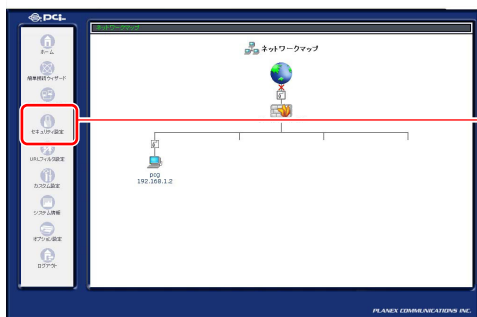 PCi
ネットワークマップ
ネットワークマップ
ホーム
簡単接続ウィザード
セキュリティ設定
URLフィルタ設定
カスタム設定
システム情報
オプション設定
ログアウト
pcp
192.168.1.2
PLANEX COMMUNICATIONS INC.